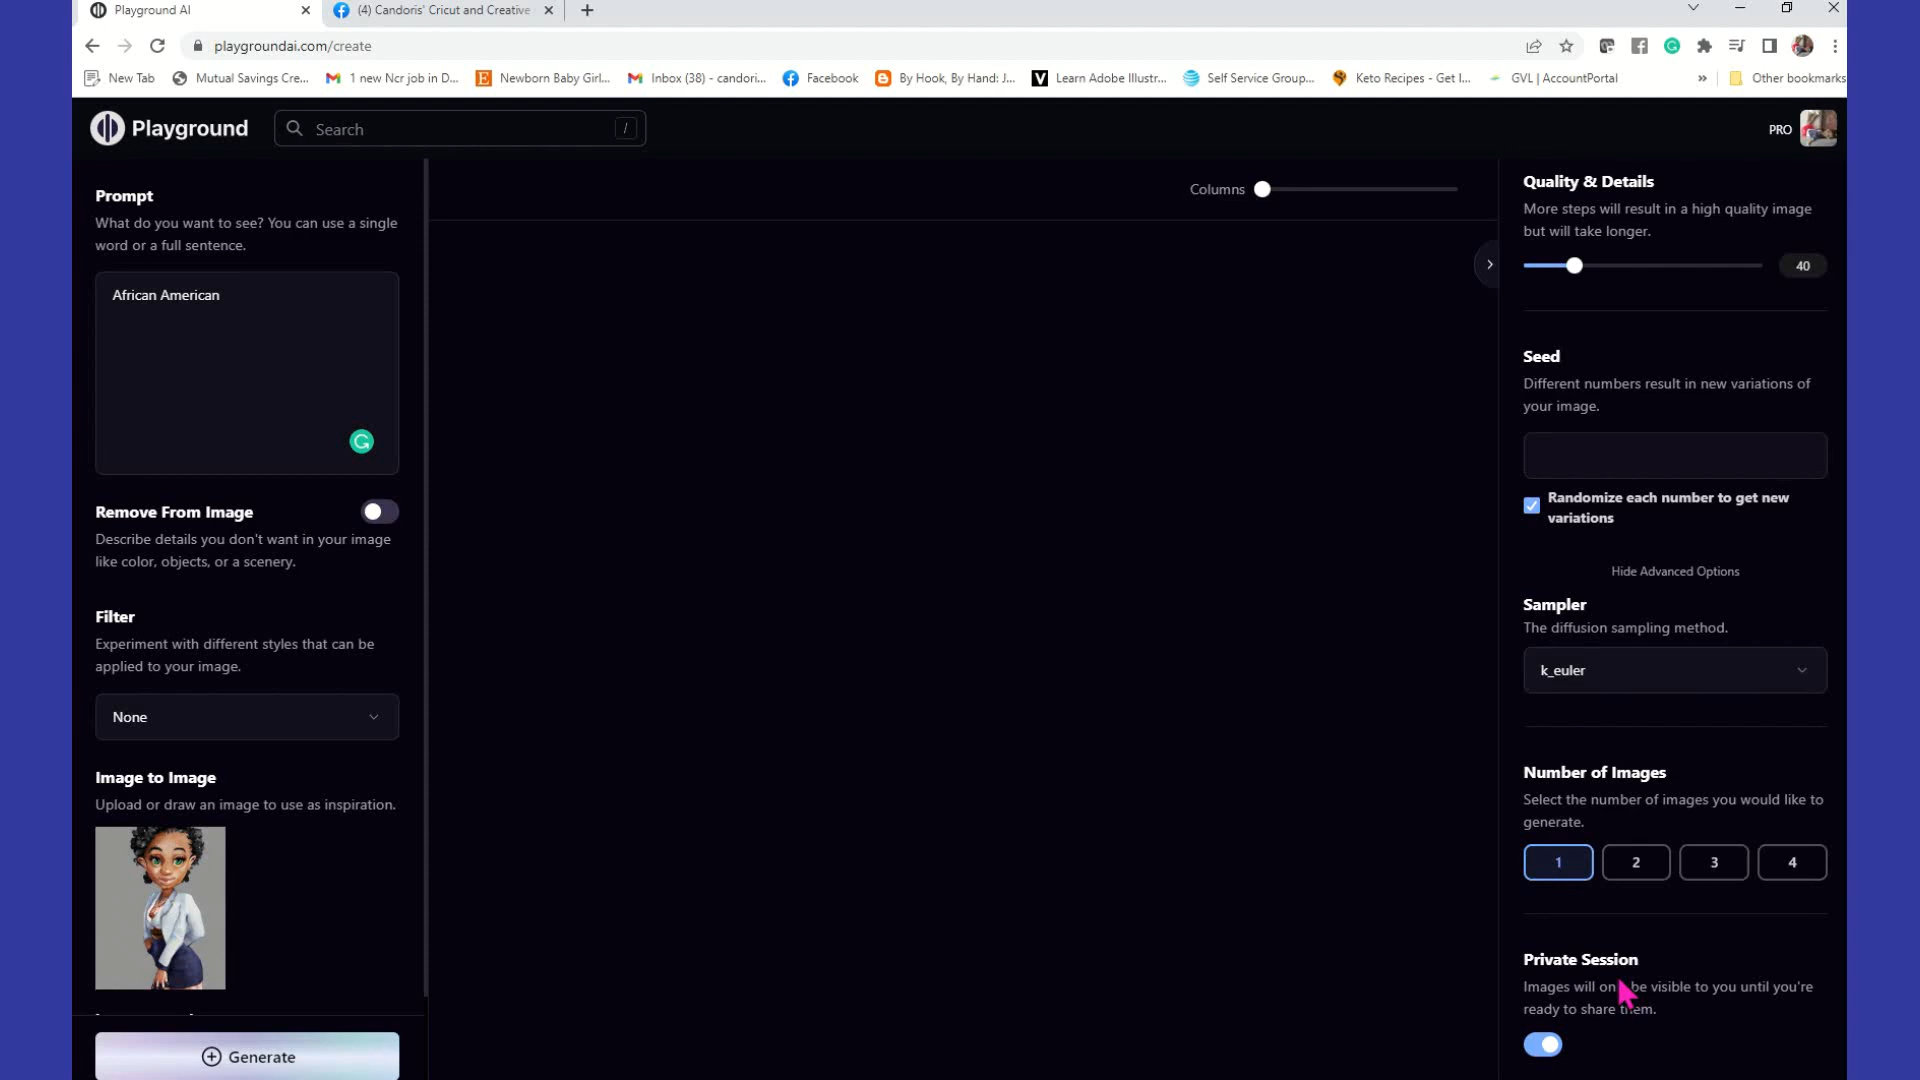 Playground AI
(4) Candoris' Cricut and Creative
playgroundai.com/create
New Tab
Mutual Savings Cre...
1 new Ncr job in D...
Newborn Baby Girl...
Inbox (38) - candori...
Facebook
By Hook, By Hand: J...
Learn Adobe Illustr...
Self Service Group...
Keto Recipes - Get I...
GVL | AccountPortal
»
Other bookmarks
Playground
Search
/
PRO
Prompt
What do you want to see? You can use a single
word or a full sentence.
African American
Remove From Image
Describe details you don't want in your image
like color, objects, or a scenery.
Filter
Experiment with different styles that can be
applied to your image.
None
Image to Image
Upload or draw an image to use as inspiration.
Generate
Columns
Quality & Details
More steps will result in a high quality image
but will take longer.
40
Seed
Different numbers result in new variations of
your image.
Randomize each number to get new
variations
Hide Advanced Options
Sampler
The diffusion sampling method.
k_euler
Number of Images
Select the number of images you would like to
generate.
1 2 3 4
Private Session
Images will only be visible to you until you're
ready to share them.